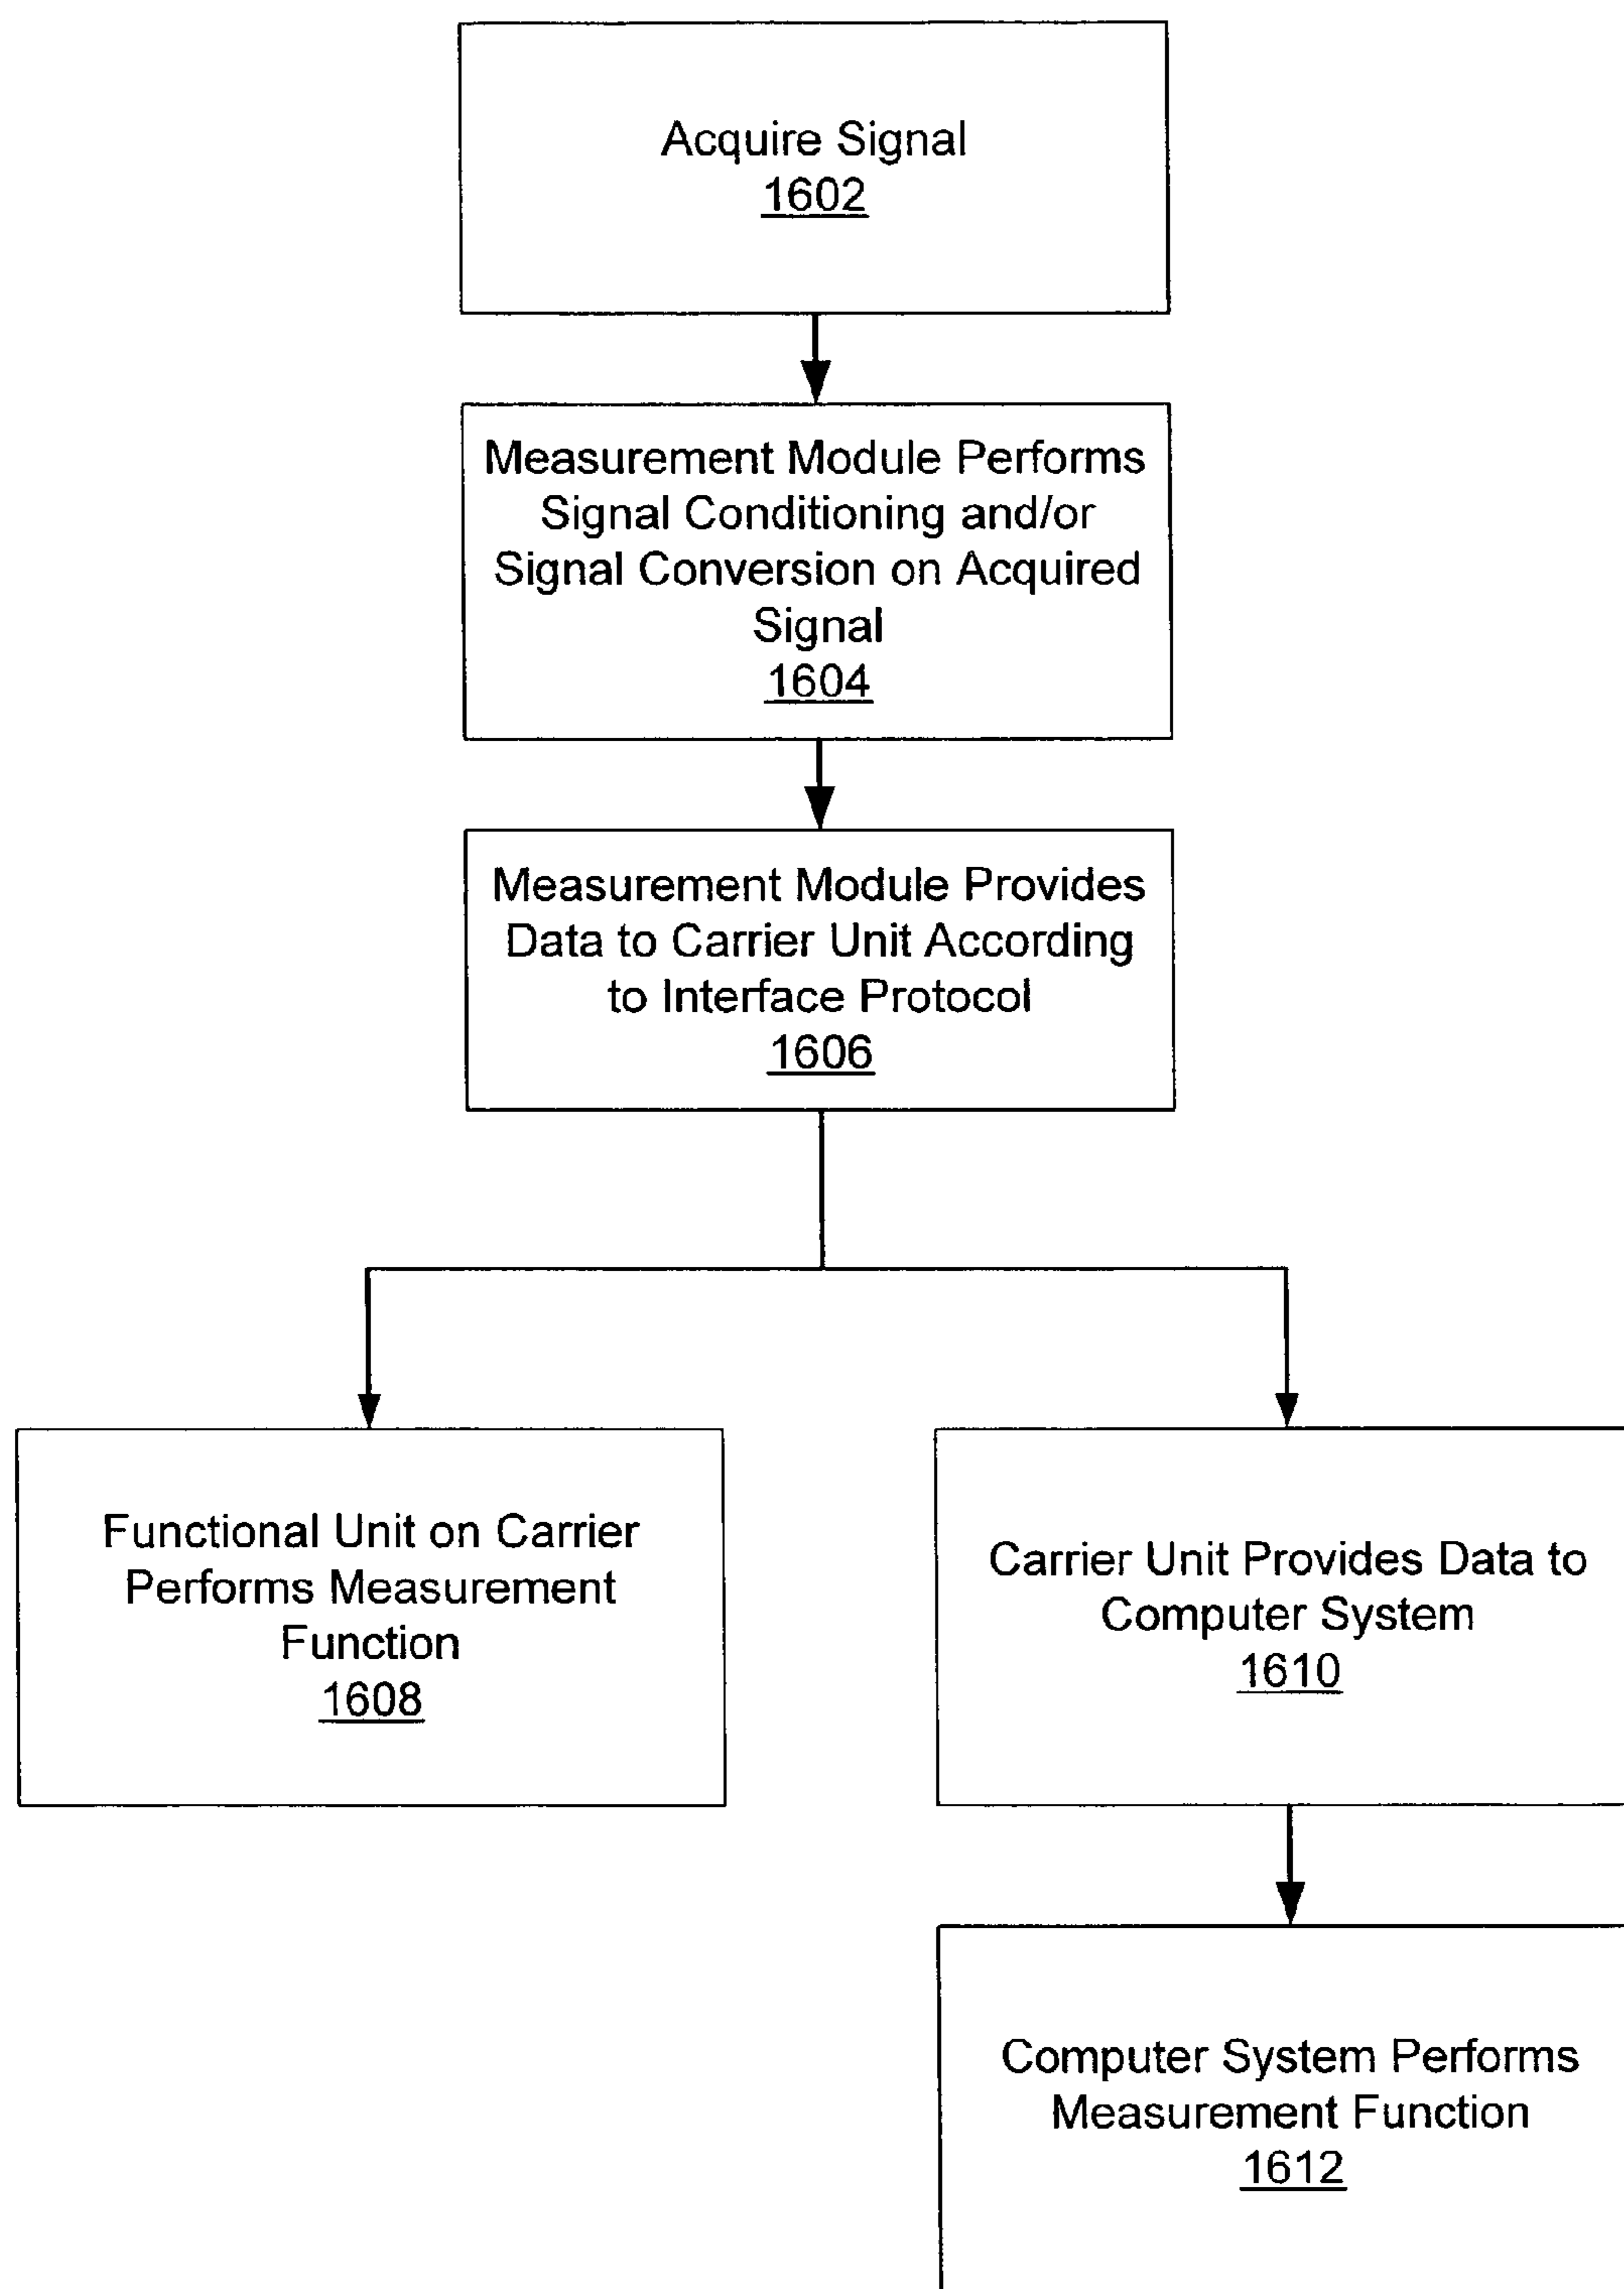 Acquire Signal
1602
Measurement Module Performs
Signal Conditioning and/or
Signal Conversion on Acquired
Signal
1604
Measurement Module Provides
Data to Carrier Unit According
to Interface Protocol
1606
Functional Unit on Carrier
Performs Measurement
Function
1608
Carrier Unit Provides Data to
Computer System
1610
Computer System Performs
Measurement Function
1612